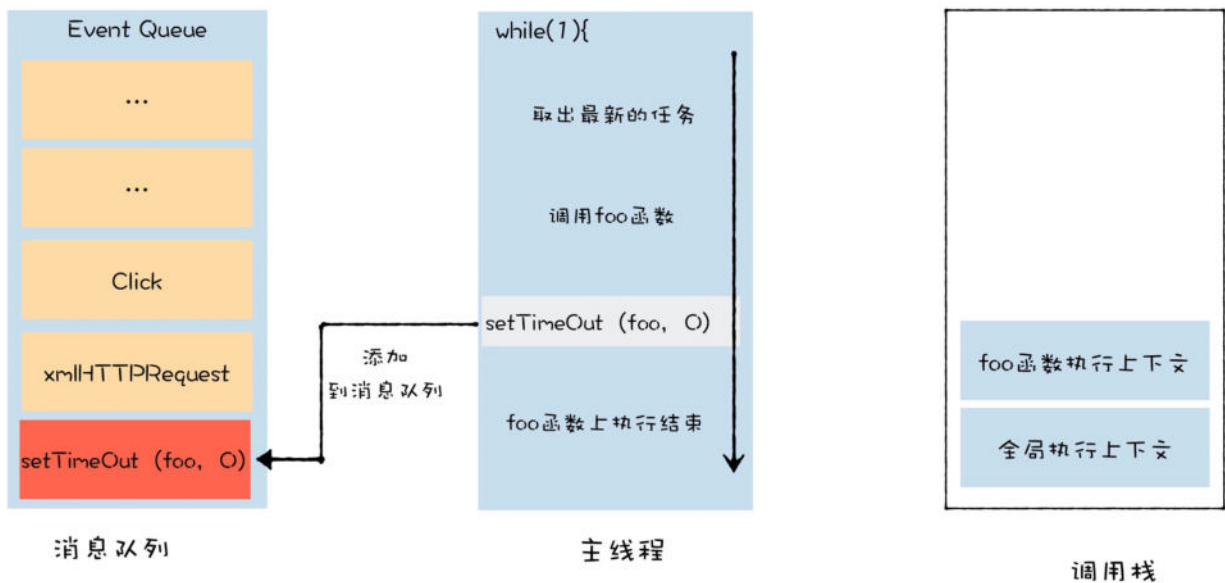 Event Queue
...
...
Click
xmlHTTPRequest
setTimeOut (foo, 0)
消息队列
添加
到消息队列
while(1){
取出最新的任务
调用foo函数
setTimeOut (foo, 0)
foo函数上执行结束
主线程
foo函数执行上下文
全局执行上下文
调用栈